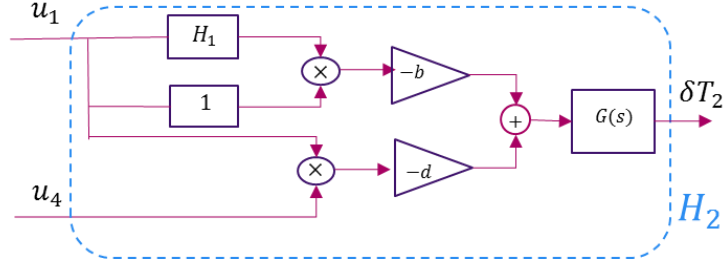 u₁
H₁
×
−b
1
+
G(s)
δT₂
×
−d
u₄
H₂